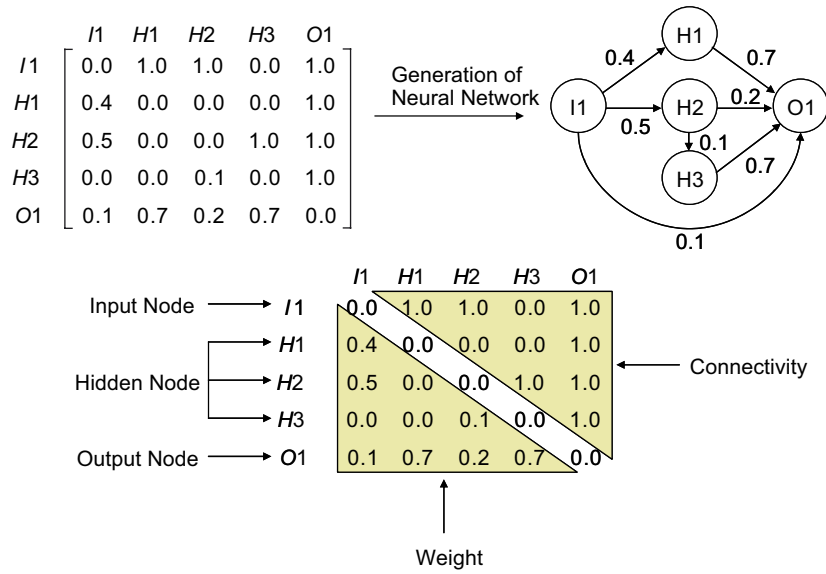 I1 H1 H2 H3 O1
I1 0.0 1.0 1.0 0.0 1.0
H1 0.4 0.0 0.0 0.0 1.0
H2 0.5 0.0 0.0 1.0 1.0
H3 0.0 0.0 0.1 0.0 1.0
O1 0.1 0.7 0.2 0.7 0.0
Generation of
Neural Network
H1
0.4 0.7
I1 H2 0.2 O1
0.5 0.1
H3 0.7
0.1
I1 H1 H2 H3 O1
Input Node I1 0.0 1.0 1.0 0.0 1.0
H1 0.4 0.0 0.0 0.0 1.0
Connectivity
Hidden Node H2 0.5 0.0 0.0 1.0 1.0
H3 0.0 0.0 0.1 0.0 1.0
Output Node O1 0.1 0.7 0.2 0.7 0.0
Weight